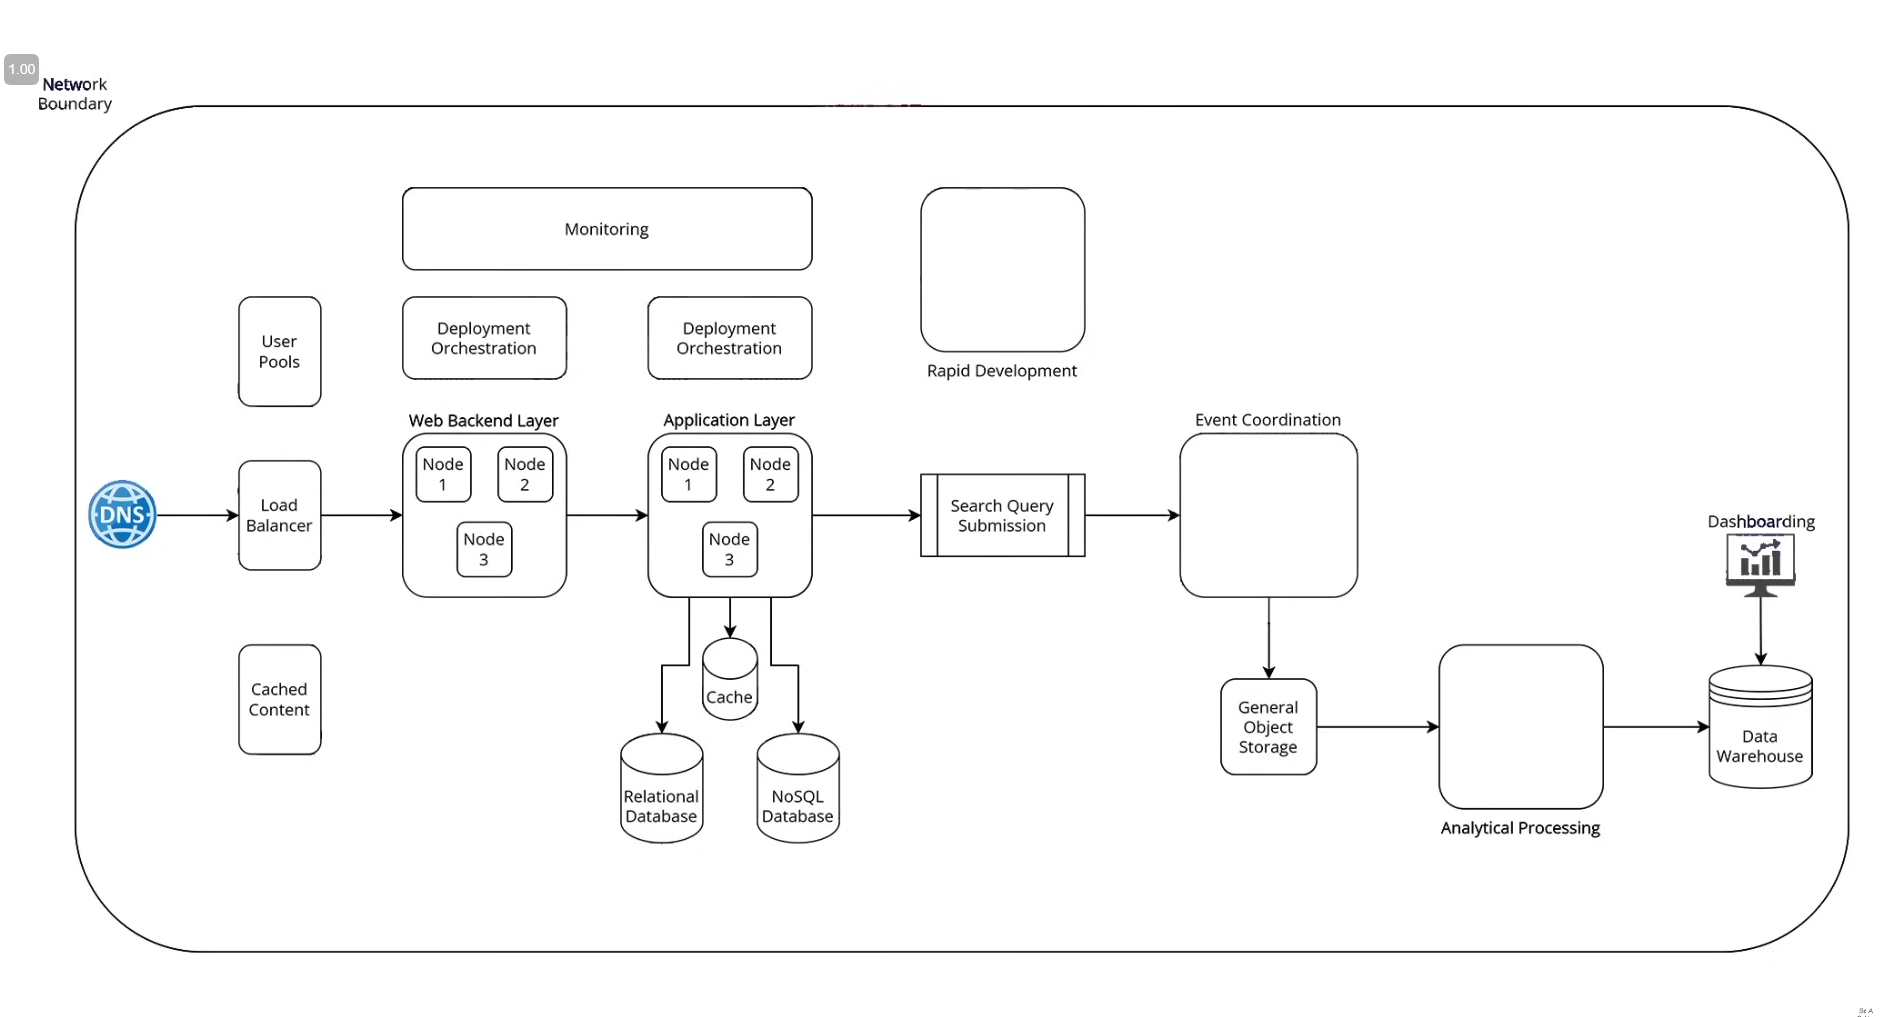 1.00
Network
Boundary
Monitoring
User
Pools
Deployment
Orchestration
Deployment
Orchestration
Rapid Development
Web Backend Layer
Application Layer
Event Coordination
Node
1
Node
2
Node
3
Node
1
Node
2
Node
3
DNS
Load
Balancer
Search Query
Submission
Dashboarding
Cached
Content
Cache
General
Object
Storage
Data
Warehouse
Relational
Database
NoSQL
Database
Analytical Processing